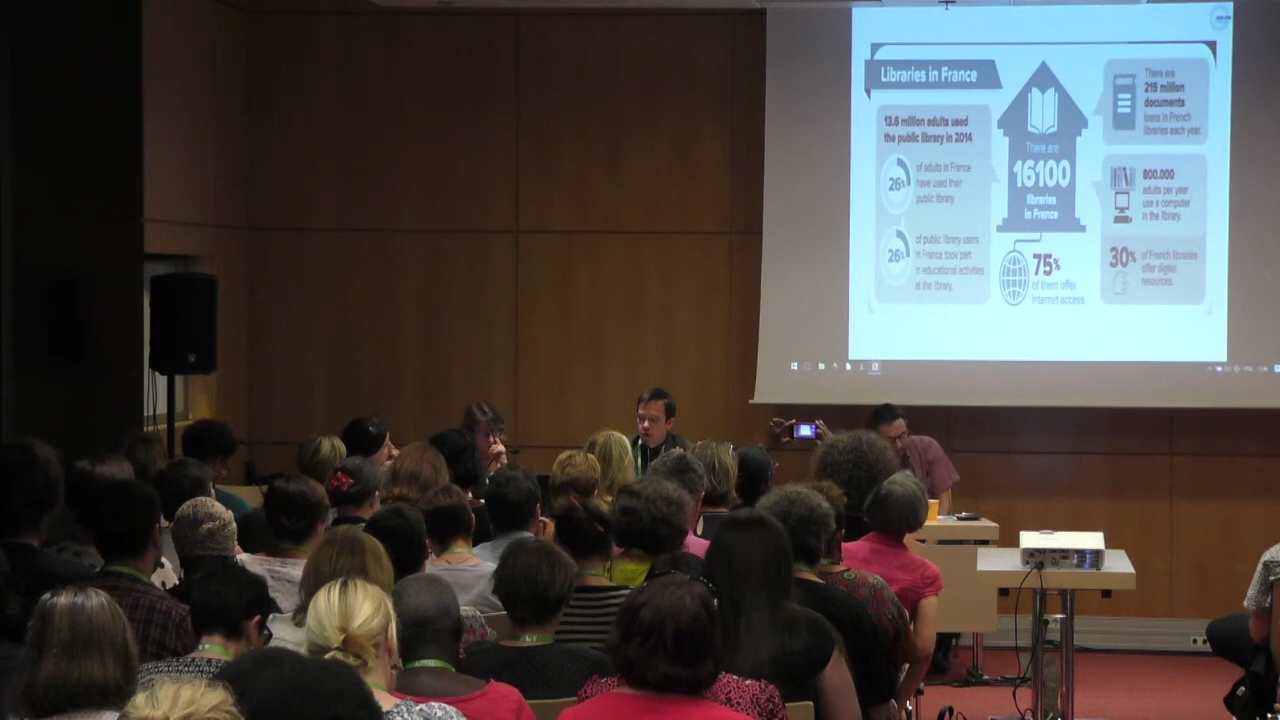 Libraries in France
13.6 million adults used
the public library in 2014
26%
of adults in France
have used their
public library.
26%
of public library users
in France took part
in educational activities
at the library.
There are
16100
libraries
in France
75%
of them offer
Internet access.
There are
215 million
documents
loans in French
libraries each year.
800.000
adults per year
use a computer
in the library.
30%
of French libraries
offer digital
resources.